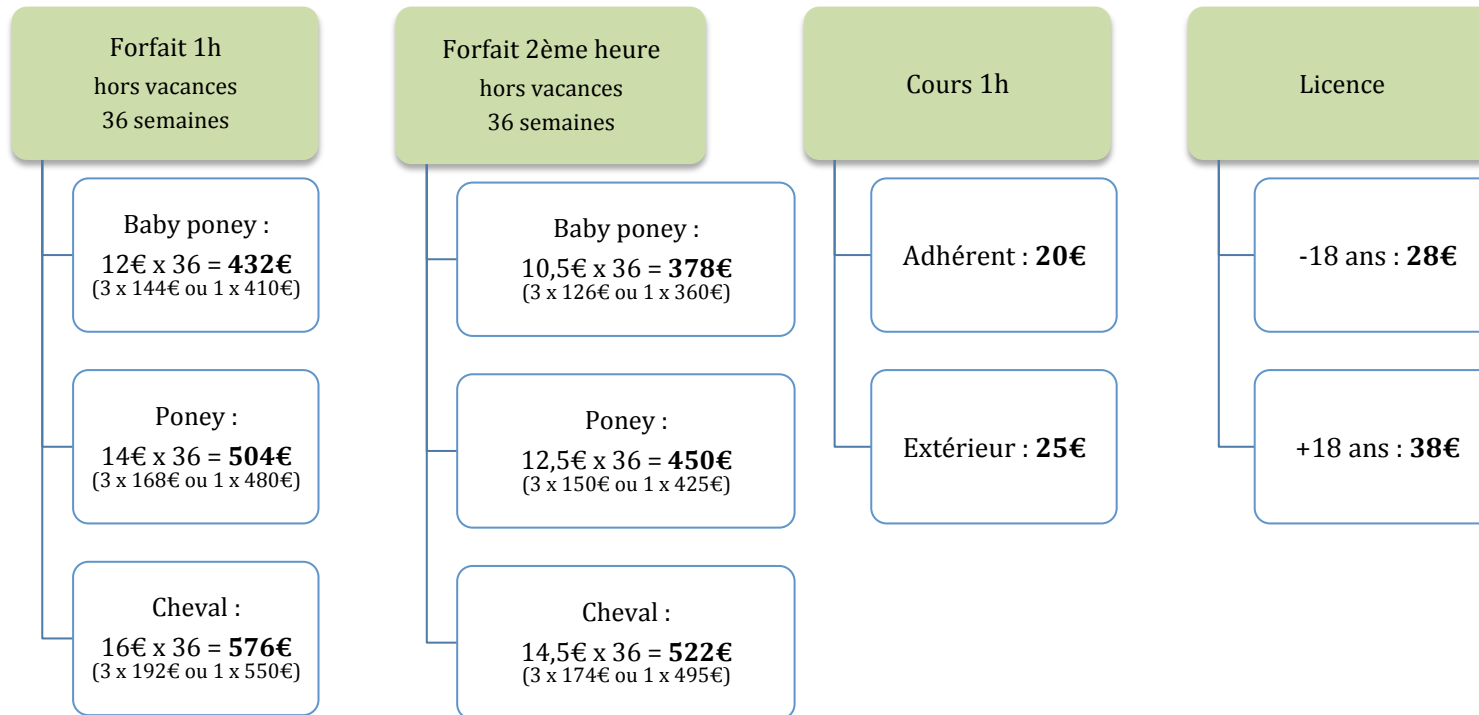 Forfait 1h
hors vacances
36 semaines
Baby poney :
12€ x 36 = 432€
(3 x 144€ ou 1 x 410€)
Poney :
14€ x 36 = 504€
(3 x 168€ ou 1 x 480€)
Cheval :
16€ x 36 = 576€
(3 x 192€ ou 1 x 550€)
Forfait 2ème heure
hors vacances
36 semaines
Baby poney :
10,5€ x 36 = 378€
(3 x 126€ ou 1 x 360€)
Poney :
12,5€ x 36 = 450€
(3 x 150€ ou 1 x 425€)
Cheval :
14,5€ x 36 = 522€
(3 x 174€ ou 1 x 495€)
Cours 1h
Adhérent : 20€
Extérieur : 25€
Licence
-18 ans : 28€
+18 ans : 38€